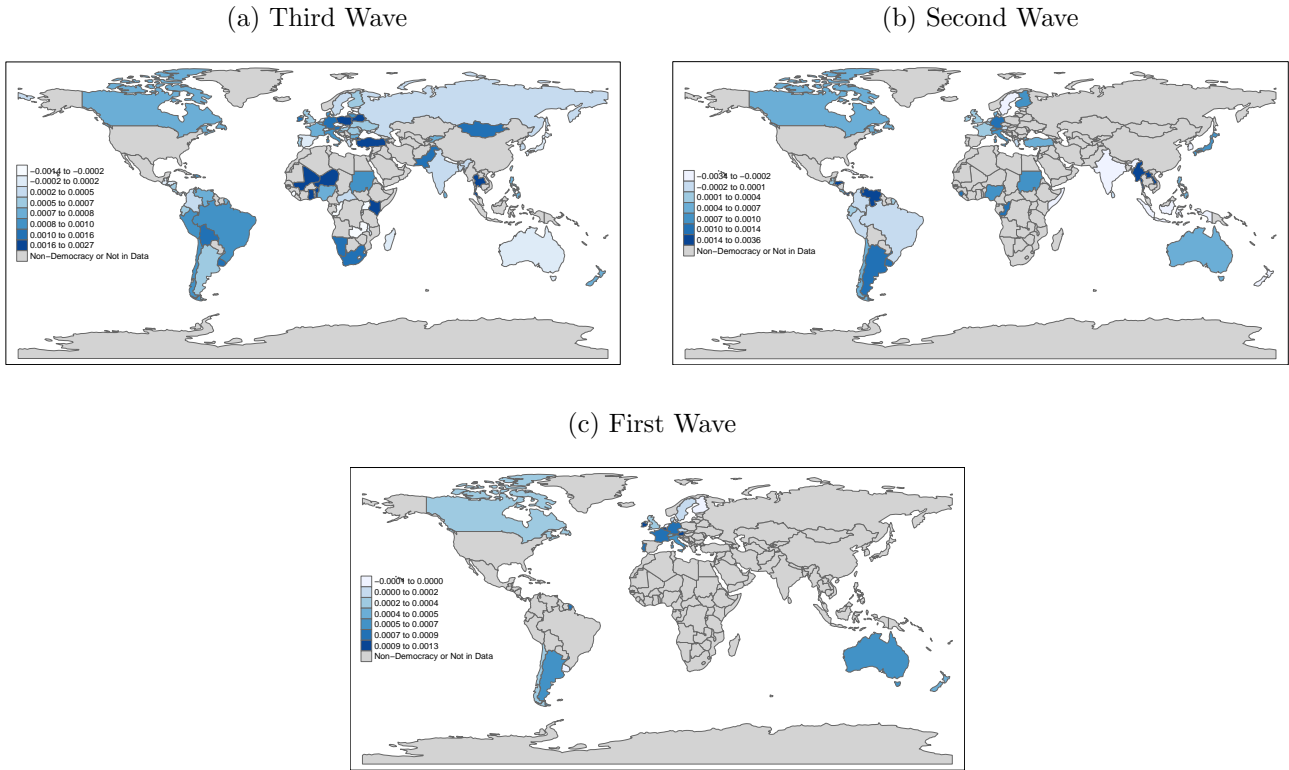 (a) Third Wave
(b) Second Wave
−0.0014 to −0.0002
−0.0002 to 0.0002
0.0002 to 0.0005
0.0005 to 0.0007
0.0007 to 0.0008
0.0008 to 0.0010
0.0010 to 0.0016
0.0016 to 0.0027
Non−Democracy or Not in Data
−0.0034 to −0.0002
−0.0002 to 0.0001
0.0001 to 0.0004
0.0004 to 0.0007
0.0007 to 0.0010
0.0010 to 0.0014
0.0014 to 0.0036
Non−Democracy or Not in Data
(c) First Wave
to 0.0000
0.0000 to 0.0002
0.0002 to 0.0004
0.0004 to 0.0005
0.0005 to 0.0007
0.0007 to 0.0009
0.0009 to 0.0013
Non−Democracy or Not in Data